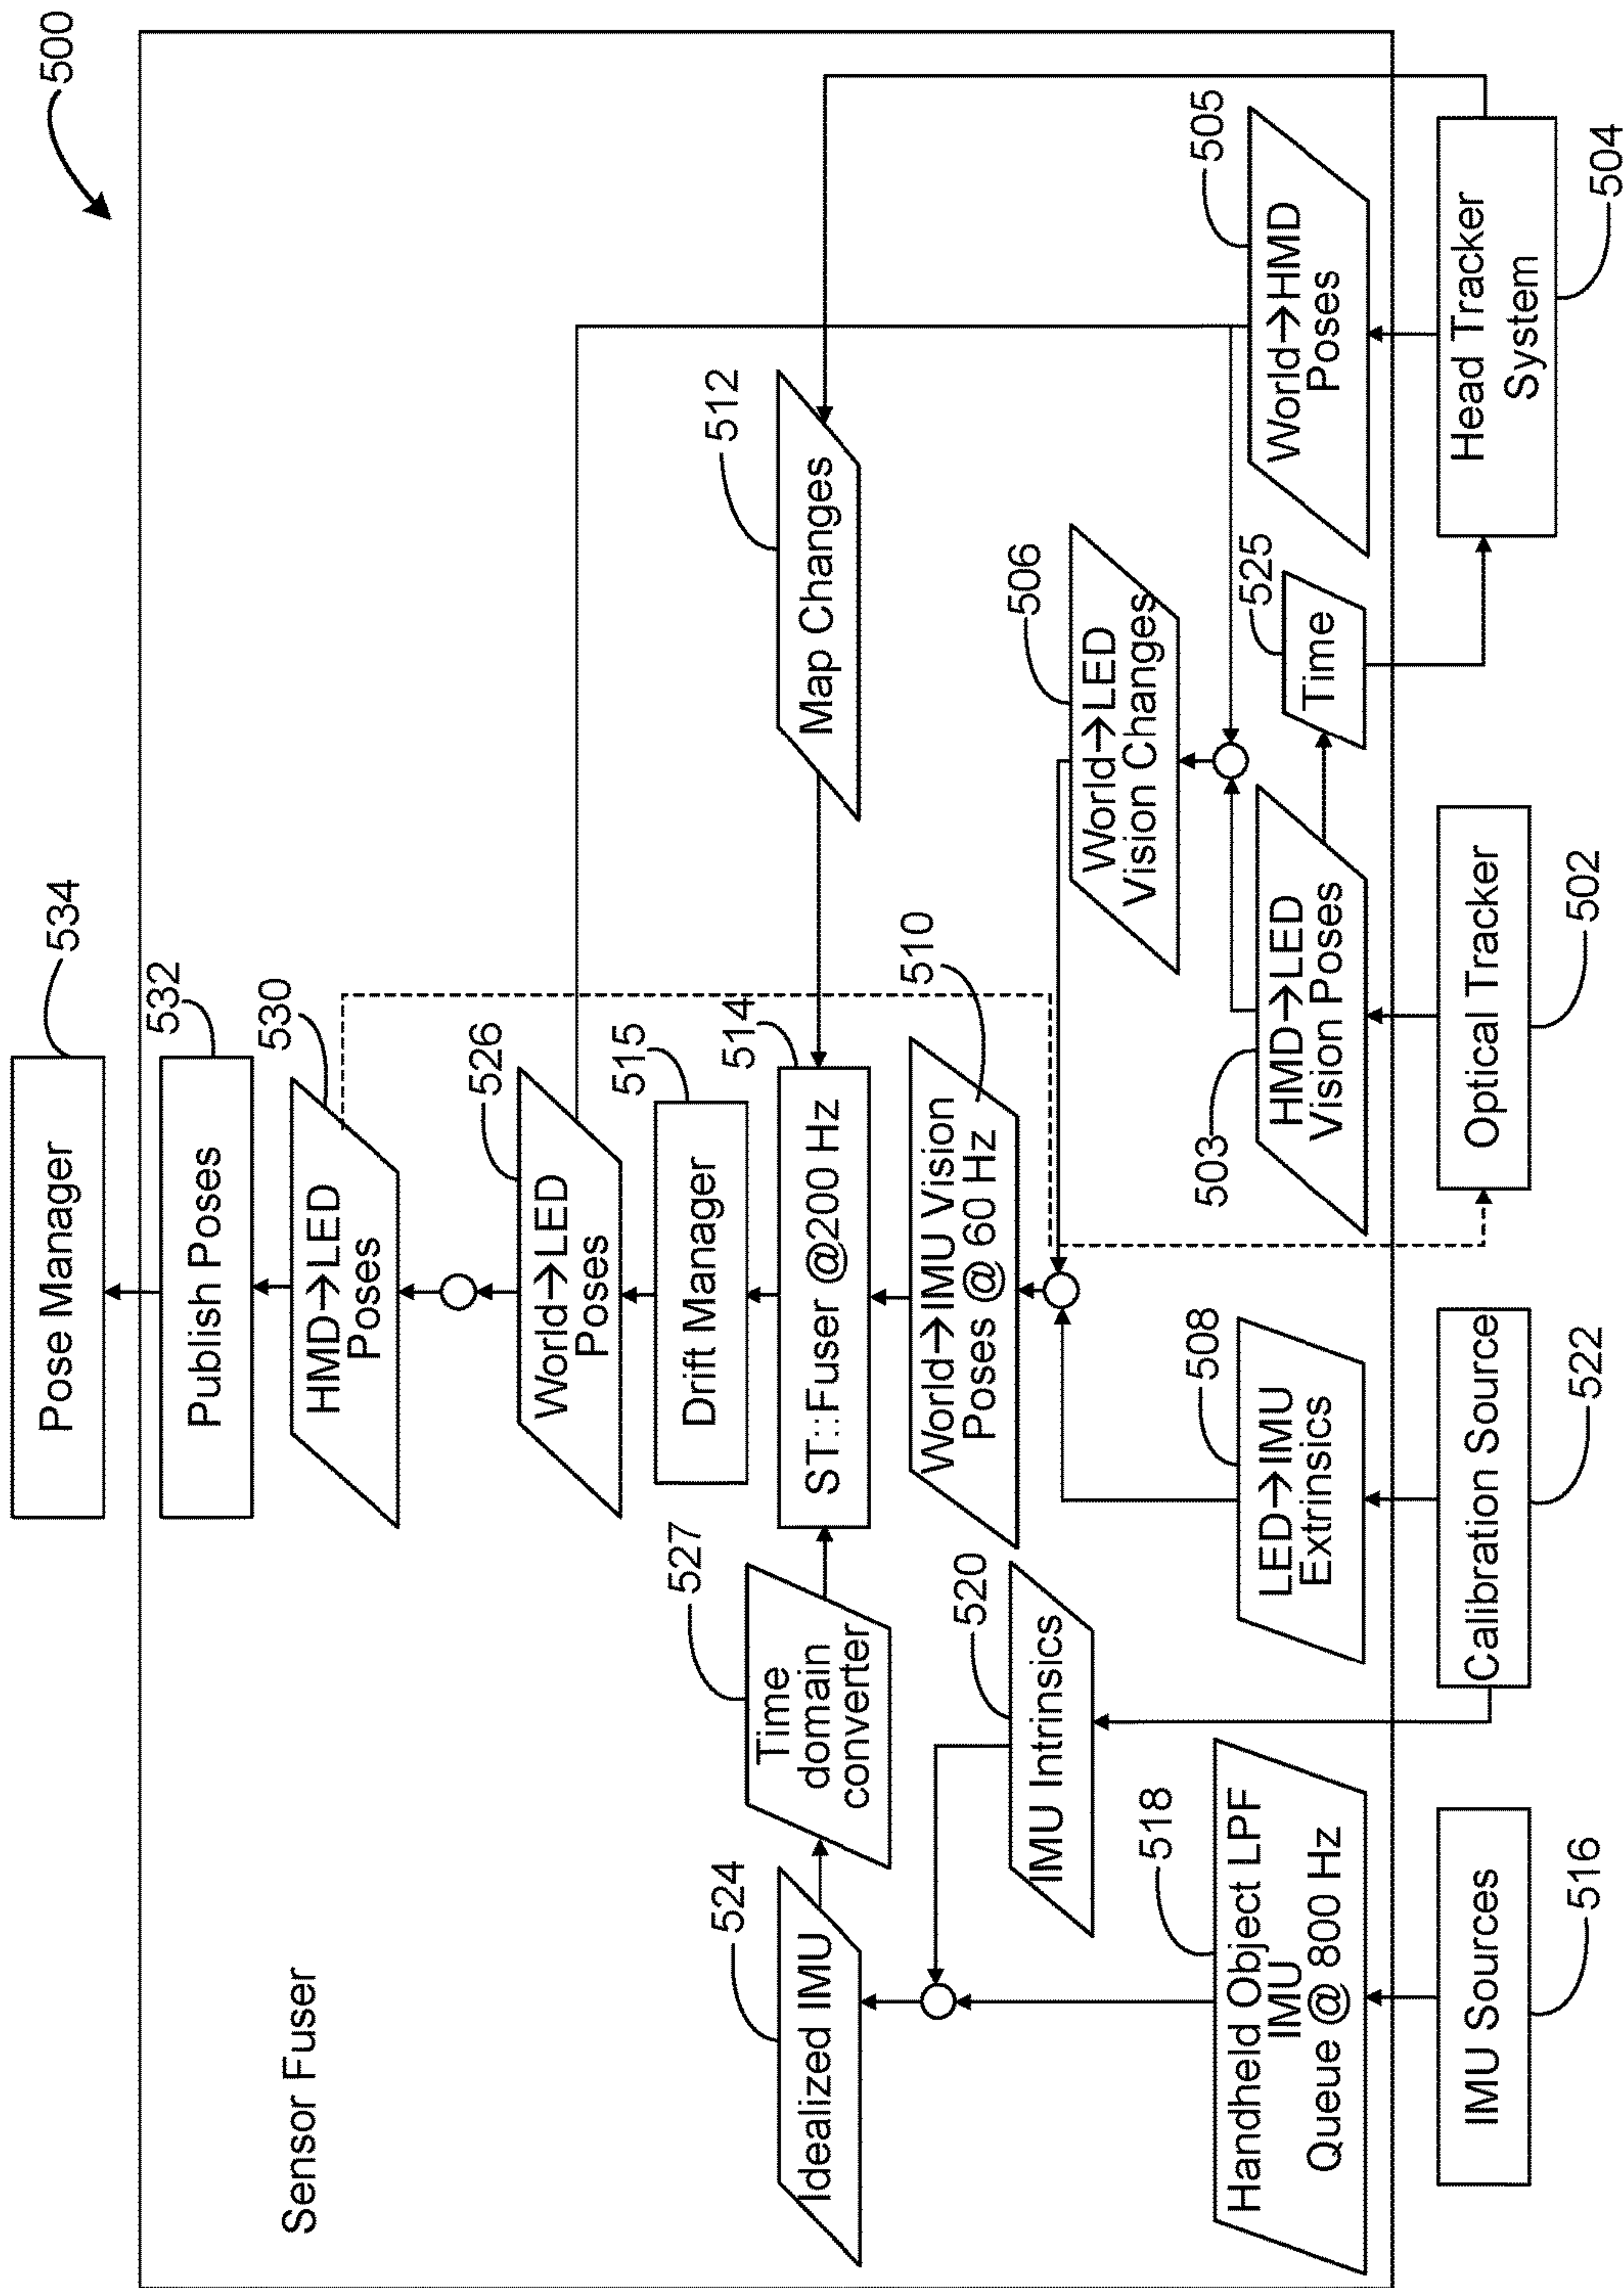 500
Pose Manager
534
Publish Poses
532
HMD→LED
Poses
530
Sensor Fuser
World→LED
Poses
526
Drift Manager
515
Idealized IMU
524
Time
domain
converter
527
ST::Fuser @200 Hz
514
Map Changes
512
World→IMU Vision
Poses @ 60 Hz
510
IMU Intrinsics
520
World→LED
Vision Changes
506
Handheld Object LPF
IMU
Queue @ 800 Hz
518
LED→IMU
Extrinsics
508
HMD→LED
Vision Poses
503
Time
525
World→HMD
Poses
505
IMU Sources
516
Calibration Source
522
Optical Tracker
502
Head Tracker
System
504